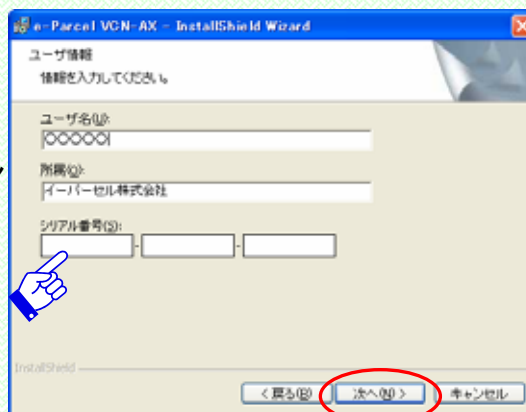 e-Parcel VCN-AX - InstallShield Wizard
ユーザ情報
情報を入力してください。
ユーザ名(U):
○○○○○
所属(O):
イーパーセル株式会社
シリアル番号(S):
- -
InstallShield
< 戻る(B)
次へ(N) >
キャンセル